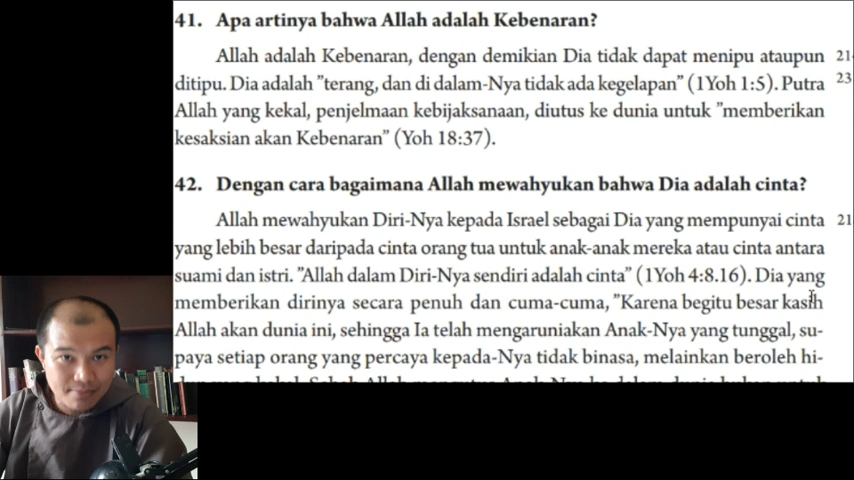 41. Apa artinya bahwa Allah adalah Kebenaran?
Allah adalah Kebenaran, dengan demikian Dia tidak dapat menipu ataupun 21
ditipu. Dia adalah ”terang, dan di dalam-Nya tidak ada kegelapan” (1Yoh 1:5). Putra 23
Allah yang kekal, penjelmaan kebijaksanaan, diutus ke dunia untuk ”memberikan
kesaksian akan Kebenaran” (Yoh 18:37).
42. Dengan cara bagaimana Allah mewahyukan bahwa Dia adalah cinta?
Allah mewahyukan Diri-Nya kepada Israel sebagai Dia yang mempunyai cinta 21
yang lebih besar daripada cinta orang tua untuk anak-anak mereka atau cinta antara
suami dan istri. ”Allah dalam Diri-Nya sendiri adalah cinta” (1Yoh 4:8.16). Dia yang
memberikan dirinya secara penuh dan cuma-cuma, ”Karena begitu besar kasih
Allah akan dunia ini, sehingga Ia telah mengaruniakan Anak-Nya yang tunggal, su-
paya setiap orang yang percaya kepada-Nya tidak binasa, melainkan beroleh hi-